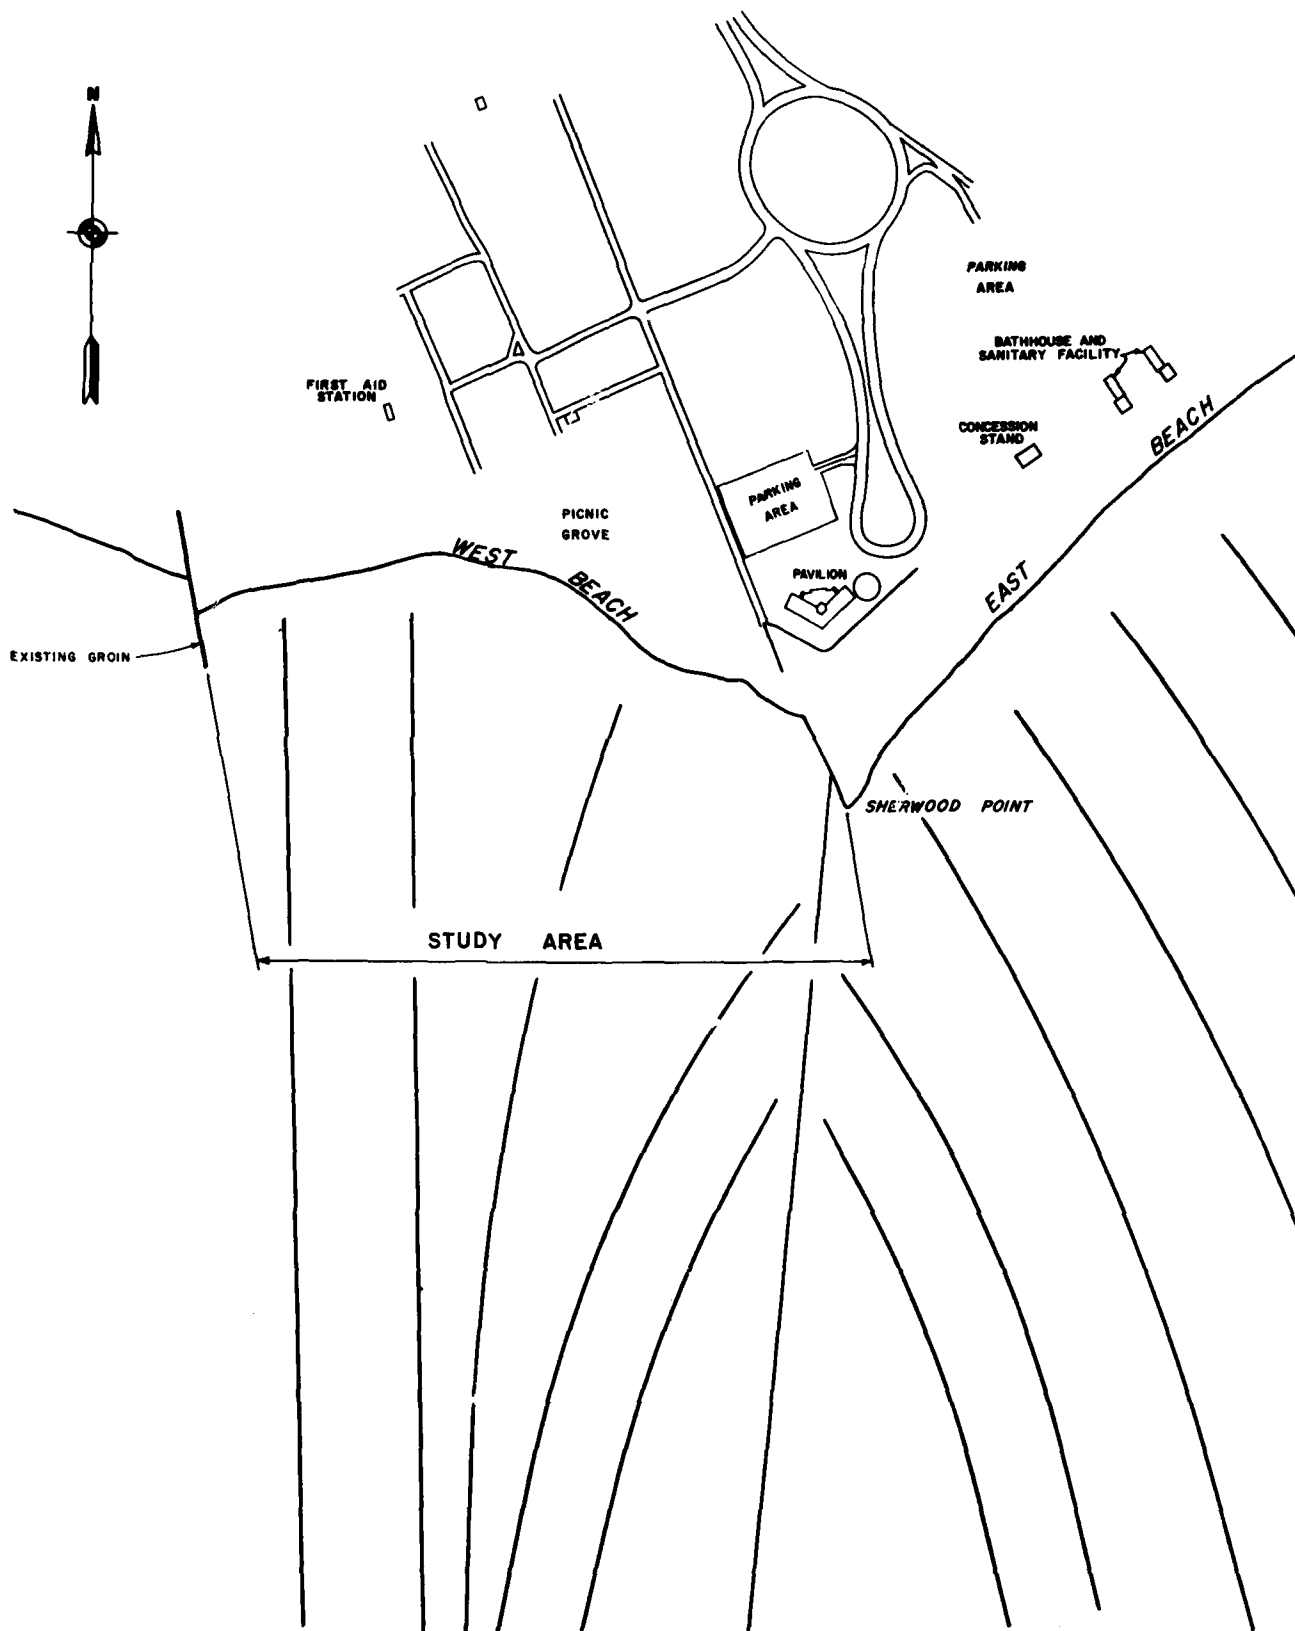 N
PARKING
AREA
BATHHOUSE AND
SANITARY FACILITY
FIRST AID
STATION
CONCESSION
STAND
BEACH
PARKING
AREA
PICNIC
GROVE
WEST
BEACH
PAVILION
EAST
EXISTING GROIN
SHERWOOD POINT
STUDY AREA